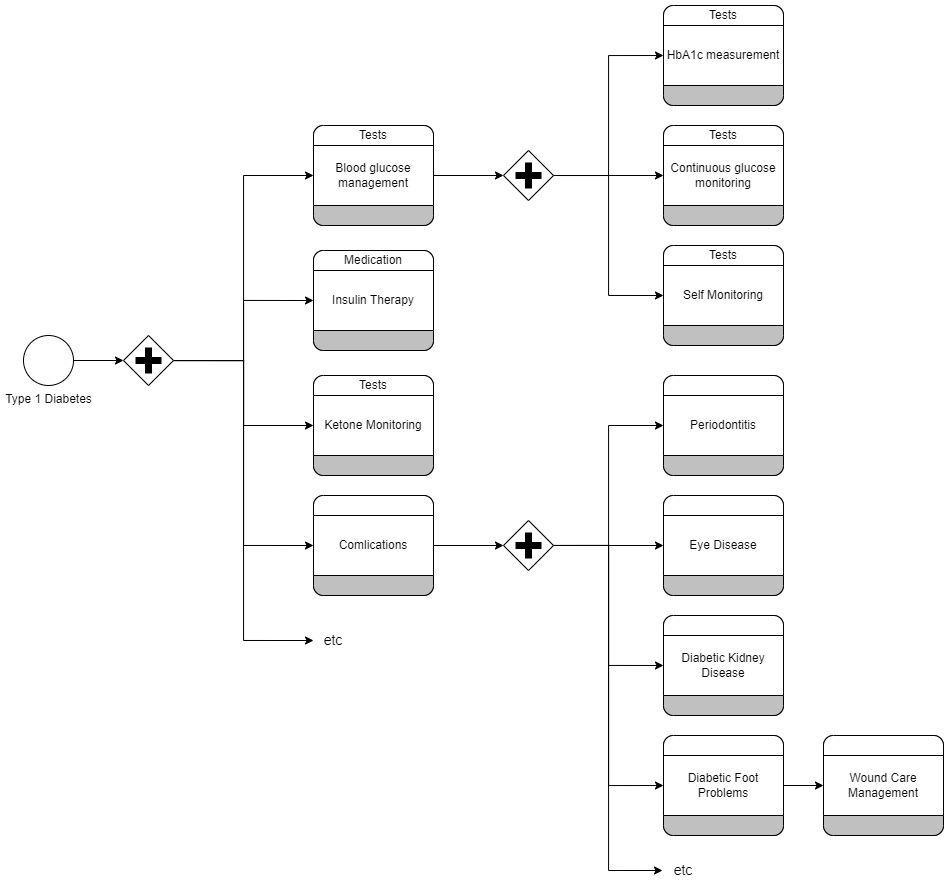 Tests
HbA1c measurement
Tests
Blood glucose
management
Tests
Continuous glucose
monitoring
Medication
Insulin Therapy
Tests
Self Monitoring
Type 1 Diabetes
Tests
Ketone Monitoring
Periodontitis
Comlications
Eye Disease
etc
Diabetic Kidney
Disease
Diabetic Foot
Problems
Wound Care
Management
etc